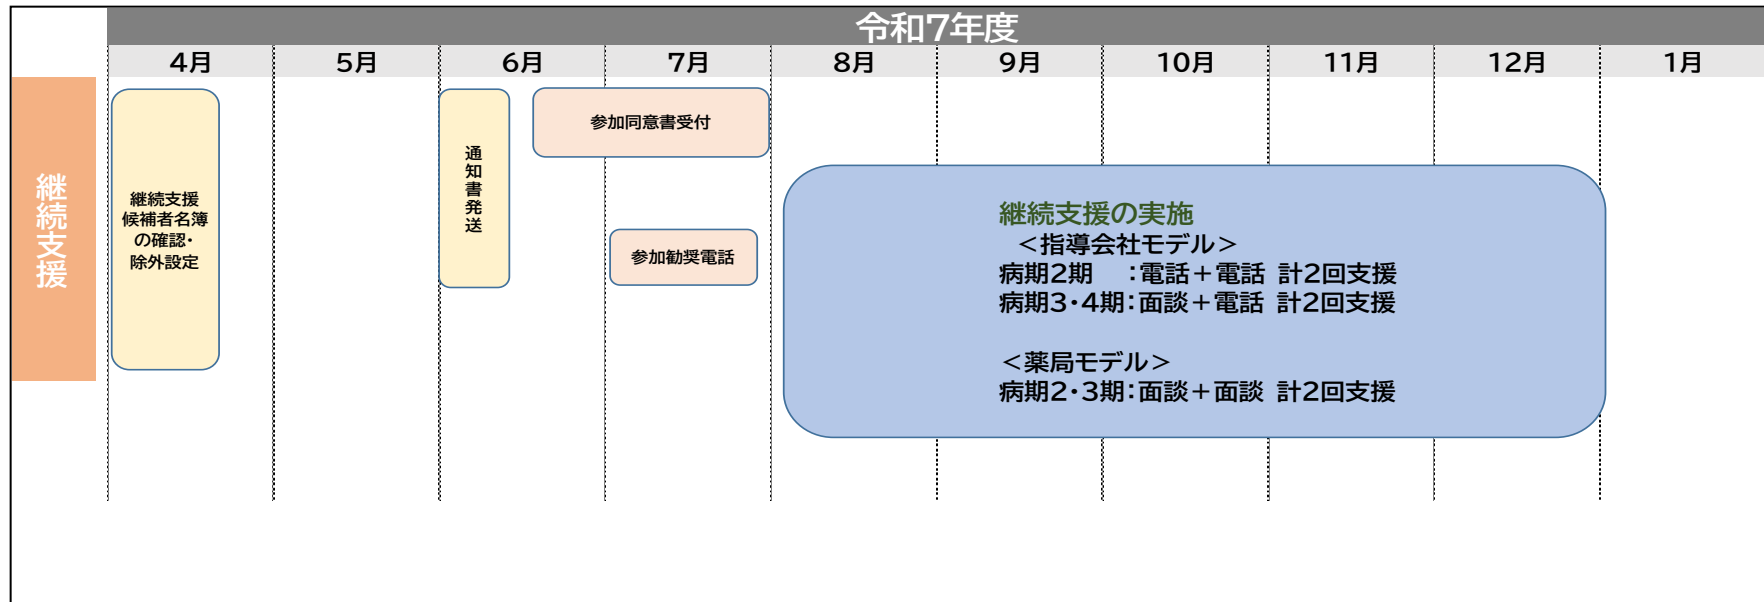 令和7年度
4月 5月 6月 7月 8月 9月 10月 11月 12月 1月
継続支援
継続支援
候補者名簿
の確認・
除外設定
通知書発送
参加同意書受付
参加勧奨電話
継続支援の実施
＜指導会社モデル＞
病期2期　：電話＋電話 計2回支援
病期3・4期：面談＋電話 計2回支援
＜薬局モデル＞
病期2・3期：面談＋面談 計2回支援